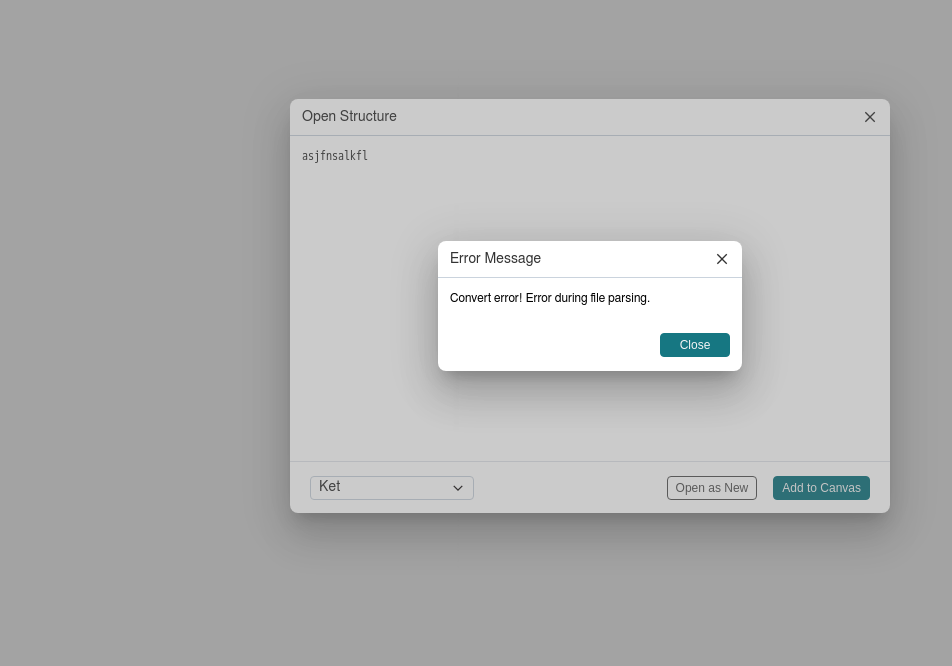 Open Structure
asjfnsalkfl
Error Message
Convert error! Error during file parsing.
Close
Ket
Open as New
Add to Canvas